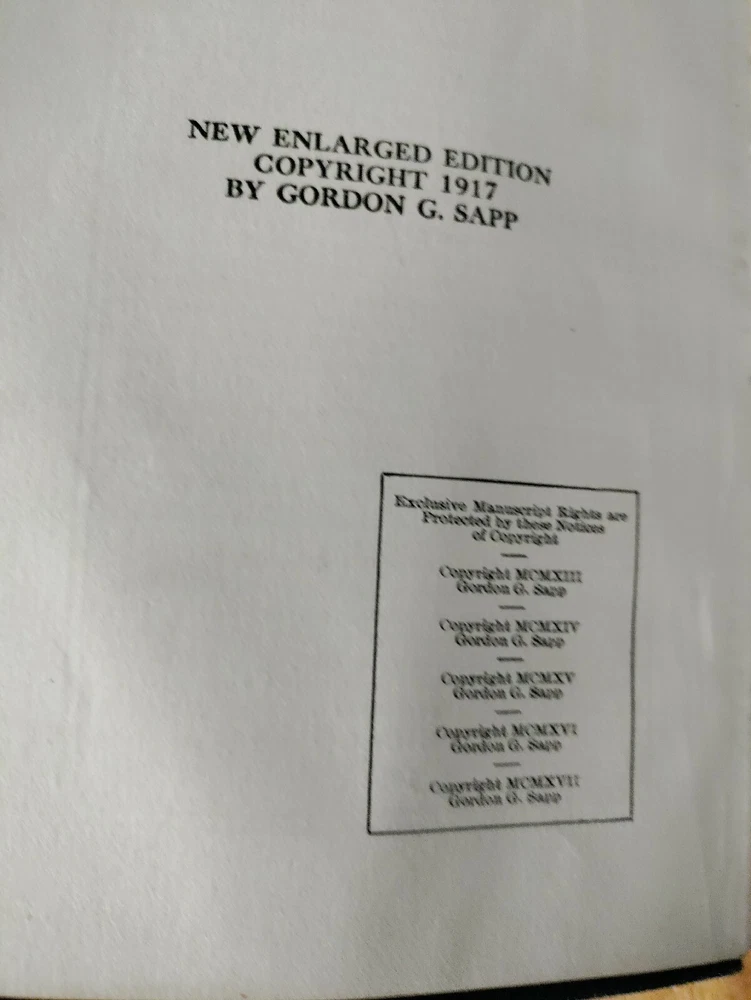 NEW ENLARGED EDITION
COPYRIGHT 1917
BY GORDON G. SAPP
Exclusive Manuscript Rights are
Protected by these Notices
of Copyright
Copyright MCMXIII
Gordon G. Sapp
Copyright MCMXIV
Gordon G. Sapp
Copyright MCMXV
Gordon G. Sapp
Copyright MCMXVI
Gordon G. Sapp
Copyright MCMXVII
Gordon G. Sapp